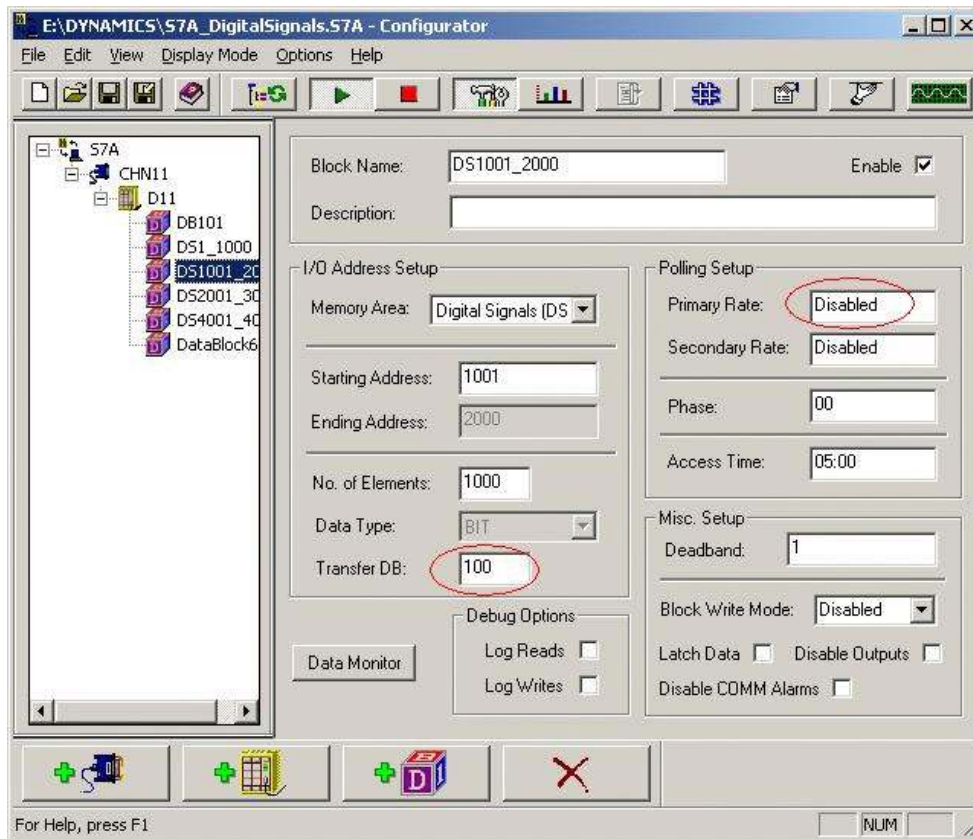 E:\DYNAMICS\S7A_DigitalSignals.S7A - Configurator
File Edit View Display Mode Options Help
S7A
CHN11
D11
DB101
DS1_1000
DS1001_20
DS2001_30
DS4001_40
DataBlock6
Block Name: DS1001_2000 Enable
Description:
I/O Address Setup
Memory Area: Digital Signals (DS
Starting Address: 1001
Ending Address: 2000
No. of Elements: 1000
Data Type: BIT
Transfer DB: 100
Polling Setup
Primary Rate: Disabled
Secondary Rate: Disabled
Phase: 00
Access Time: 05:00
Misc. Setup
Deadband: 1
Block Write Mode: Disabled
Latch Data Disable Outputs
Disable COMM Alarms
Data Monitor
Debug Options
Log Reads
Log Writes
D
For Help, press F1 NUM